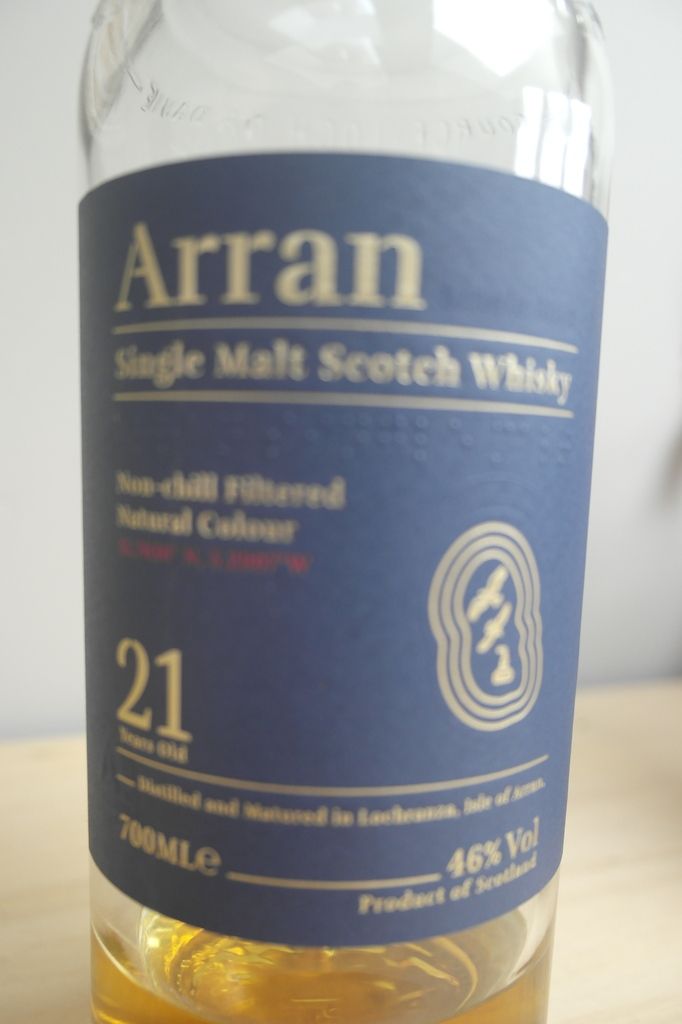 Arran
Single Malt Scotch Whisky
Non-chill Filtered
Natural Colour
21
Years Old
Distilled and Matured in Lochranza, Isle of Arran.
700ML℮
46% Vol
Product of Scotland